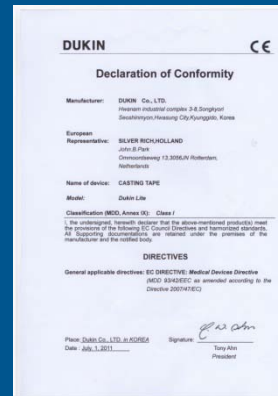 DUKIN CE
Declaration of Conformity
Manufacturer: DUKIN Co., LTD.
Hwanam industrial complex 3-8,Songkyori
Seoshinmyon,Hwasung City,Kyunggido, Korea
European
Representative: SILVER RICH,HOLLAND
John.B.Park
Ommoordseweg 13,3056JN Rotterdam,
Netherlands
Name of device: CASTING TAPE
Model: Dukin Lite
Classification (MDD, Annex IX): Class I
I, the undersigned, herewith declarer that the above-mentioned product(s) meet
the provisions of the following EC Council Directives and harmonized standards.
All Supporting documentations are retained under the premises of the
manufacturer and the notified body.
DIRECTIVES
General applicable directives: EC DIRECTIVE: Medical Devices Directive
(MDD 93/42/EEC as amended according to the
Directive 2007/47/EC)
Place: Dukin Co., LTD. in KOREA Signature:
Date : July, 1, 2011 Tony Ahn
President